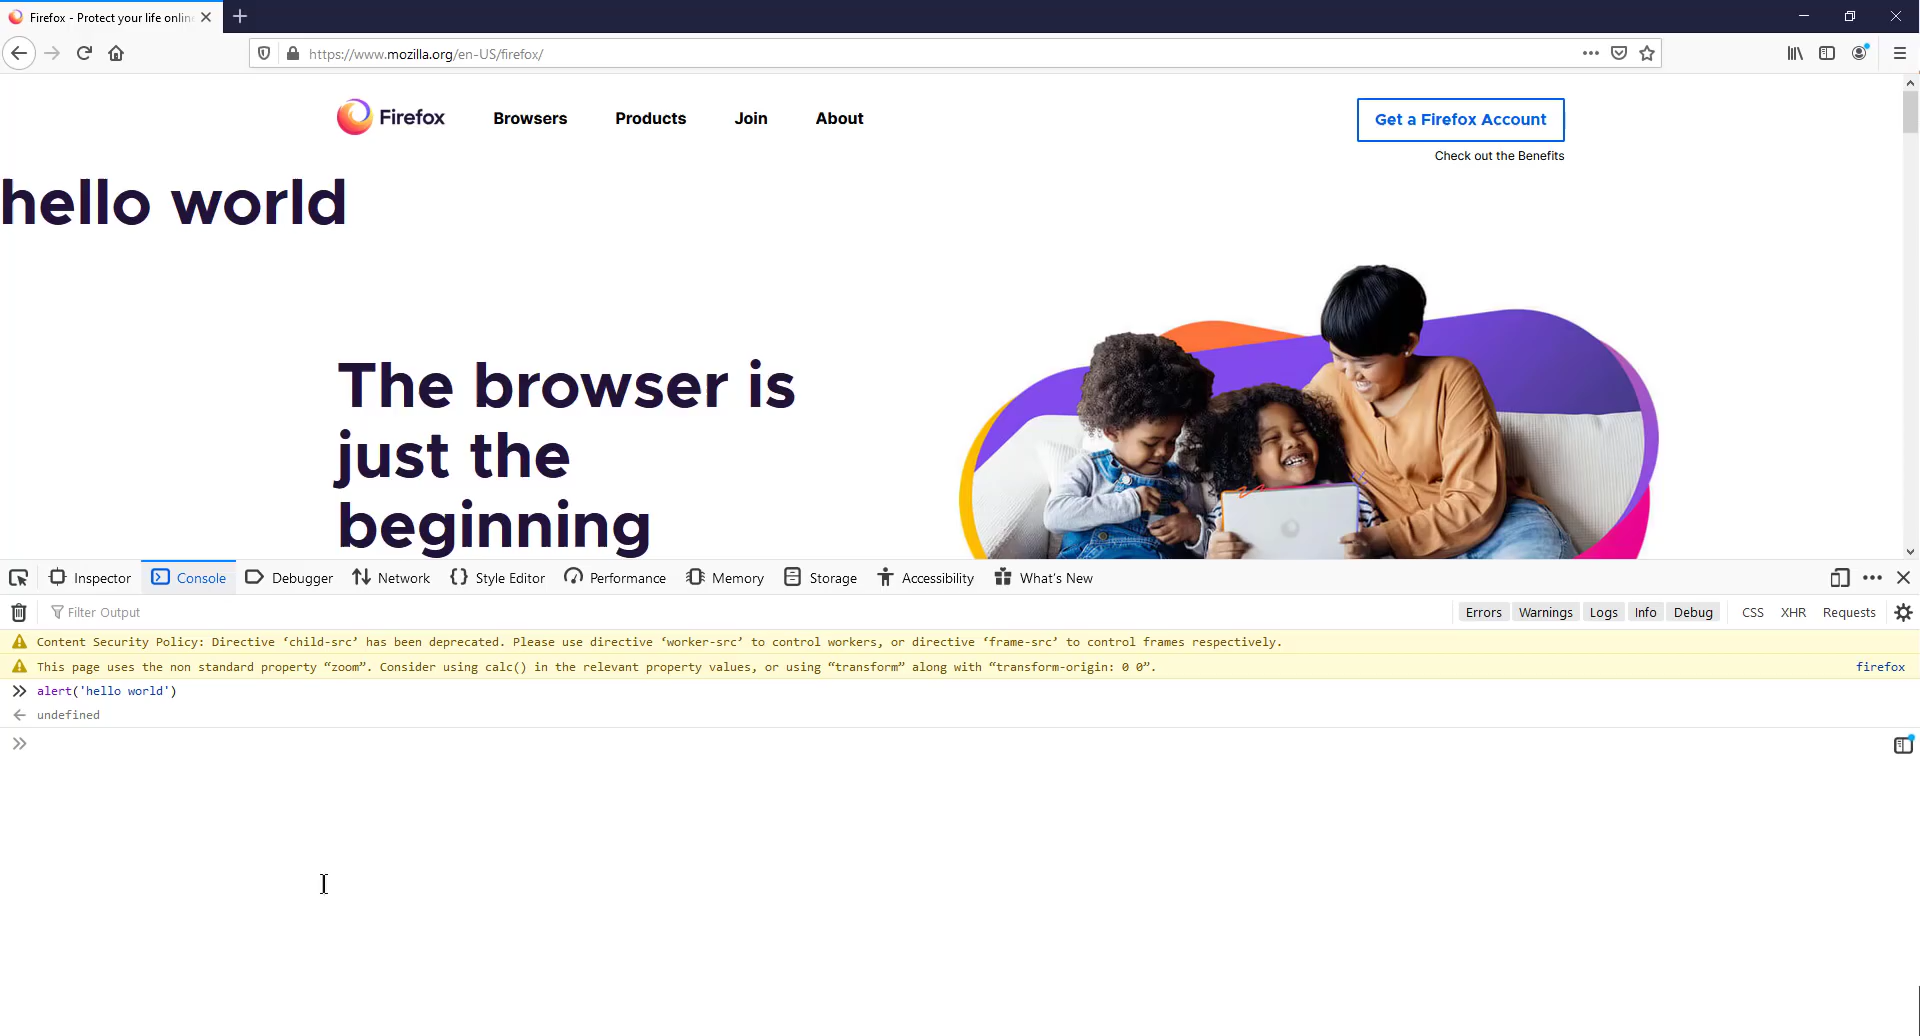 Firefox - Protect your life onlin
https://www.mozilla.org/en-US/firefox/
Firefox Browsers Products Join About Get a Firefox Account
Check out the Benefits
hello world
The browser is
just the
beginning
Inspector Console Debugger Network Style Editor Performance Memory Storage Accessibility What's New
Filter Output Errors Warnings Logs Info Debug CSS XHR Requests
Content Security Policy: Directive ‘child-src’ has been deprecated. Please use directive ‘worker-src’ to control workers, or directive ‘frame-src’ to control frames respectively.
This page uses the non standard property “zoom”. Consider using calc() in the relevant property values, or using “transform” along with “transform-origin: 0 0”. firefox
alert('hello world')
undefined